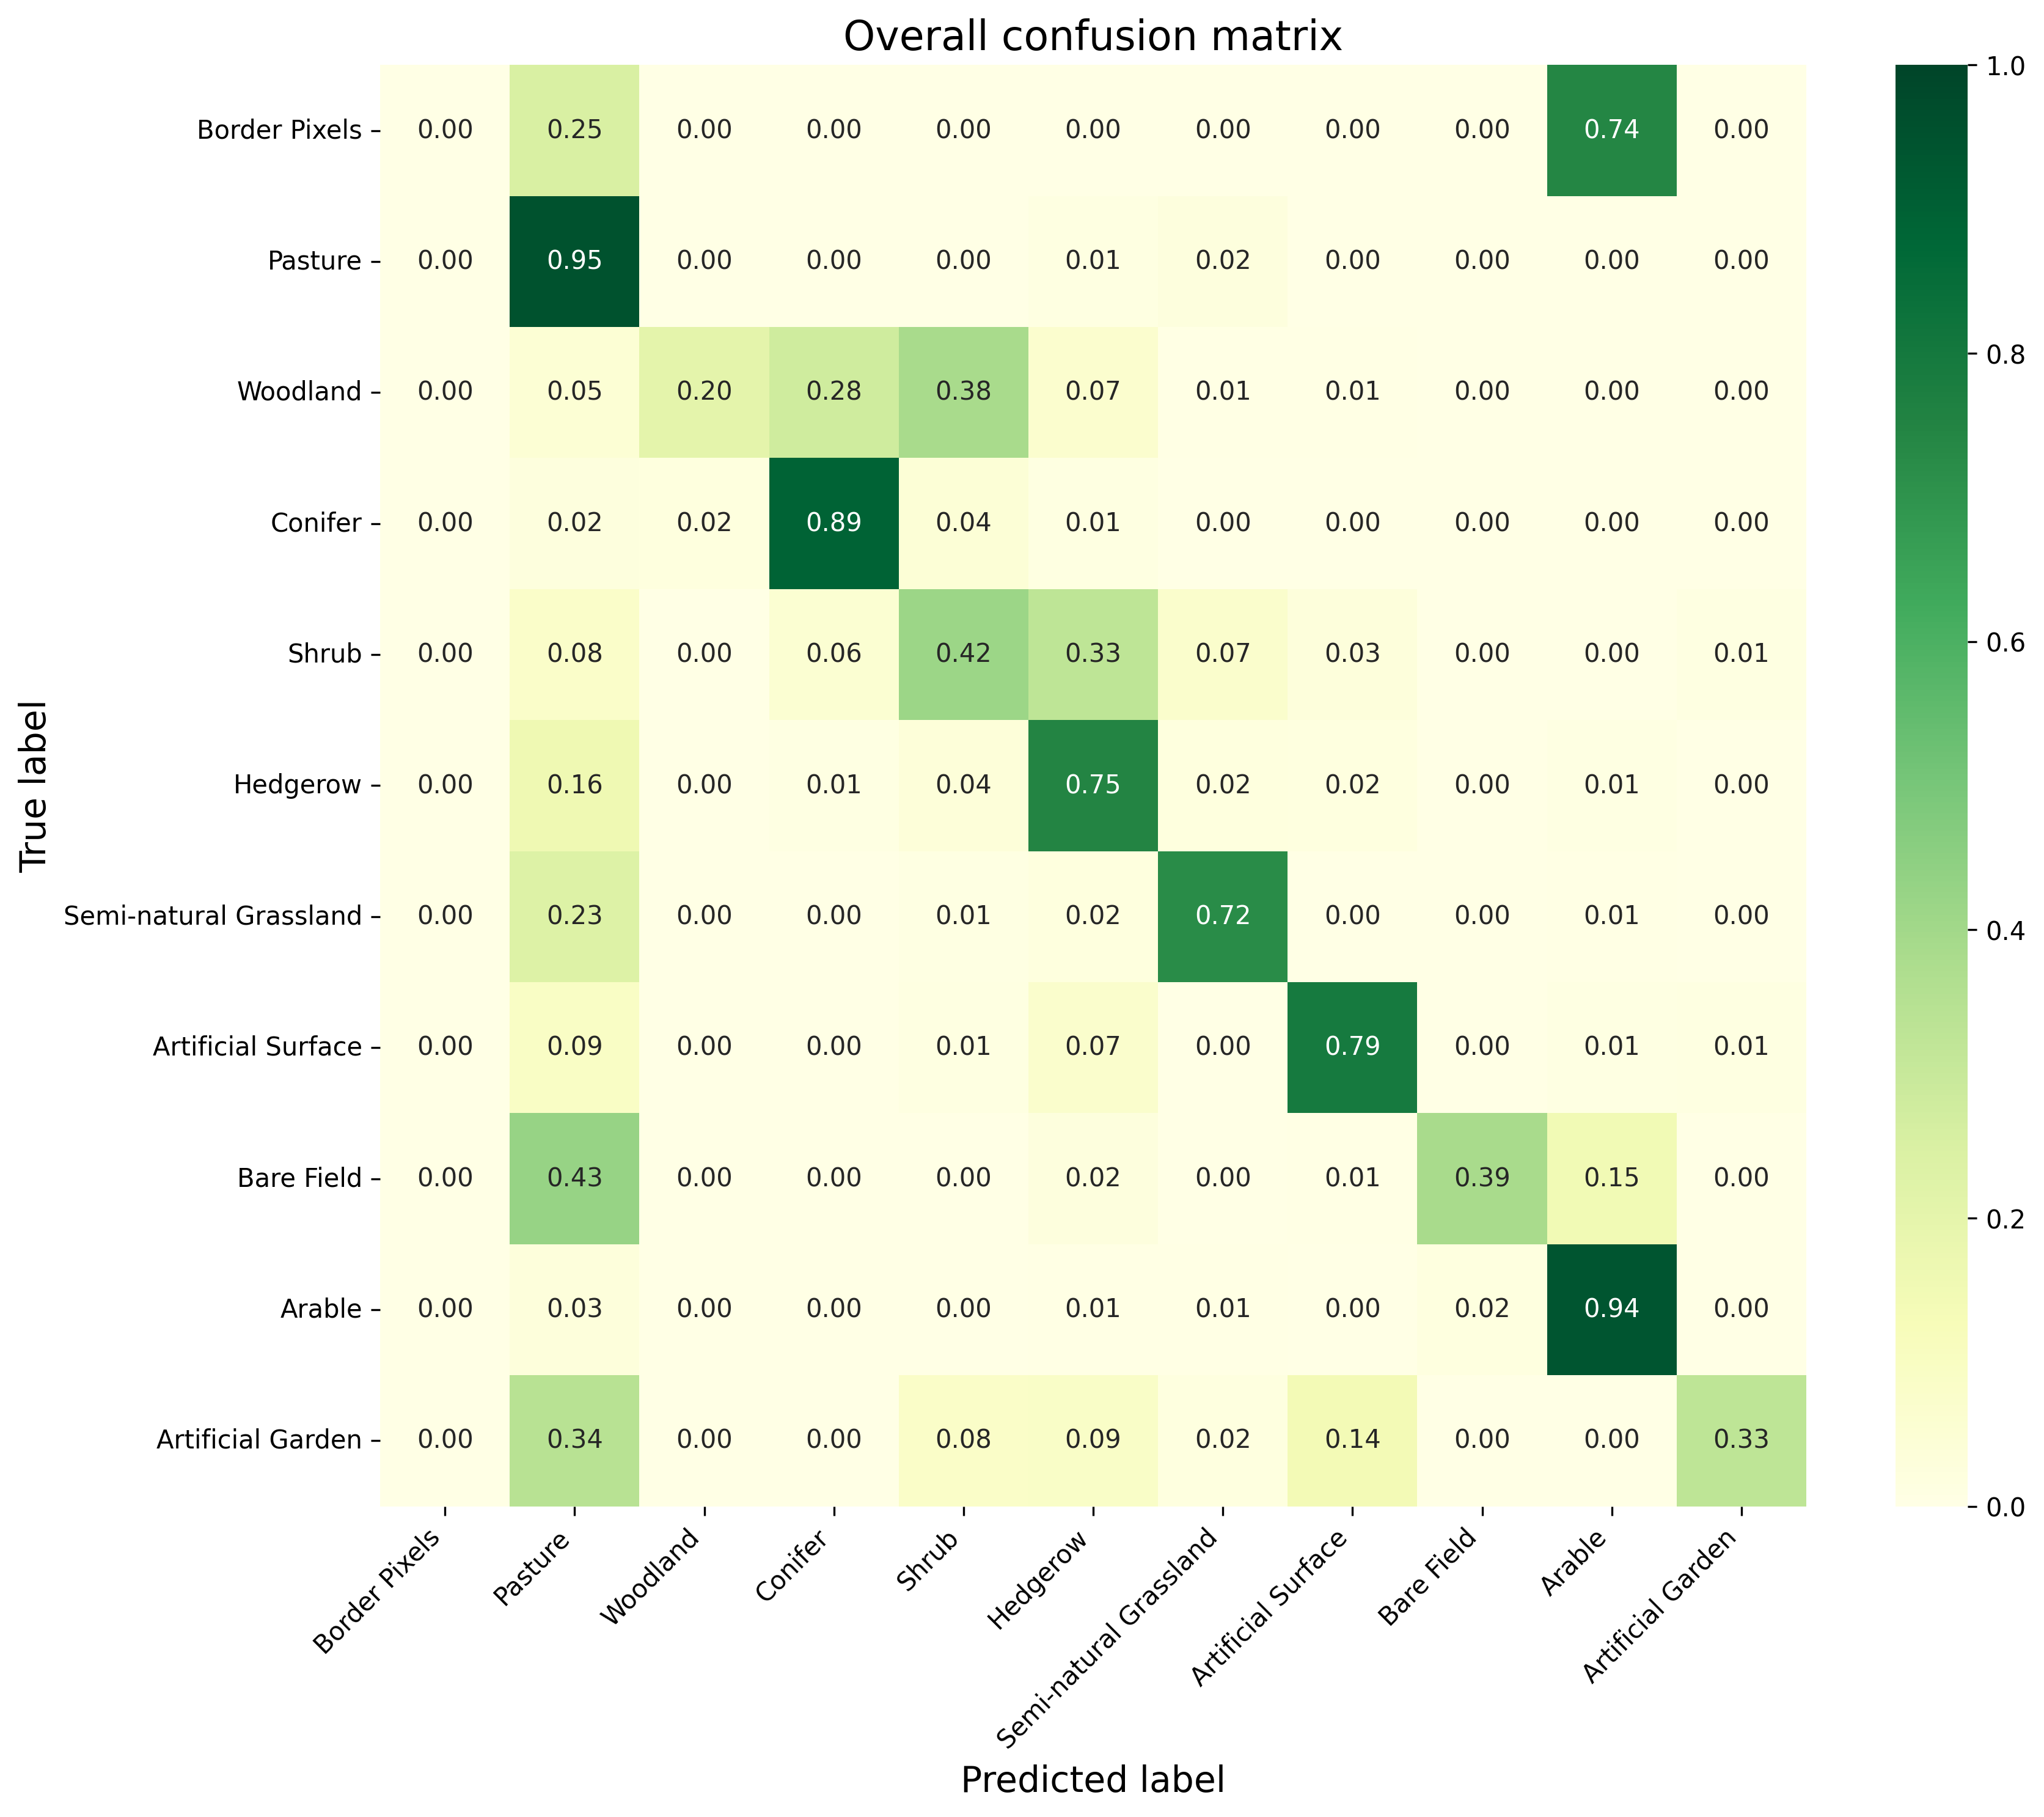 Overall confusion matrix
Border Pixels 0.00 0.25 0.00 0.00 0.00 0.00 0.00 0.00 0.00 0.74 0.00
Pasture 0.00 0.95 0.00 0.00 0.00 0.01 0.02 0.00 0.00 0.00 0.00
Woodland 0.00 0.05 0.20 0.28 0.38 0.07 0.01 0.01 0.00 0.00 0.00
Conifer 0.00 0.02 0.02 0.89 0.04 0.01 0.00 0.00 0.00 0.00 0.00
Shrub 0.00 0.08 0.00 0.06 0.42 0.33 0.07 0.03 0.00 0.00 0.01
Hedgerow 0.00 0.16 0.00 0.01 0.04 0.75 0.02 0.02 0.00 0.01 0.00
Semi-natural Grassland 0.00 0.23 0.00 0.00 0.01 0.02 0.72 0.00 0.00 0.01 0.00
Artificial Surface 0.00 0.09 0.00 0.00 0.01 0.07 0.00 0.79 0.00 0.01 0.01
Bare Field 0.00 0.43 0.00 0.00 0.00 0.02 0.00 0.01 0.39 0.15 0.00
Arable 0.00 0.03 0.00 0.00 0.00 0.01 0.01 0.00 0.02 0.94 0.00
Artificial Garden 0.00 0.34 0.00 0.00 0.08 0.09 0.02 0.14 0.00 0.00 0.33
True label
Border Pixels
Pasture
Woodland
Conifer
Shrub
Hedgerow
Semi-natural Grassland
Artificial Surface
Bare Field
Arable
Artificial Garden
Predicted label
1.0
0.8
0.6
0.4
0.2
0.0